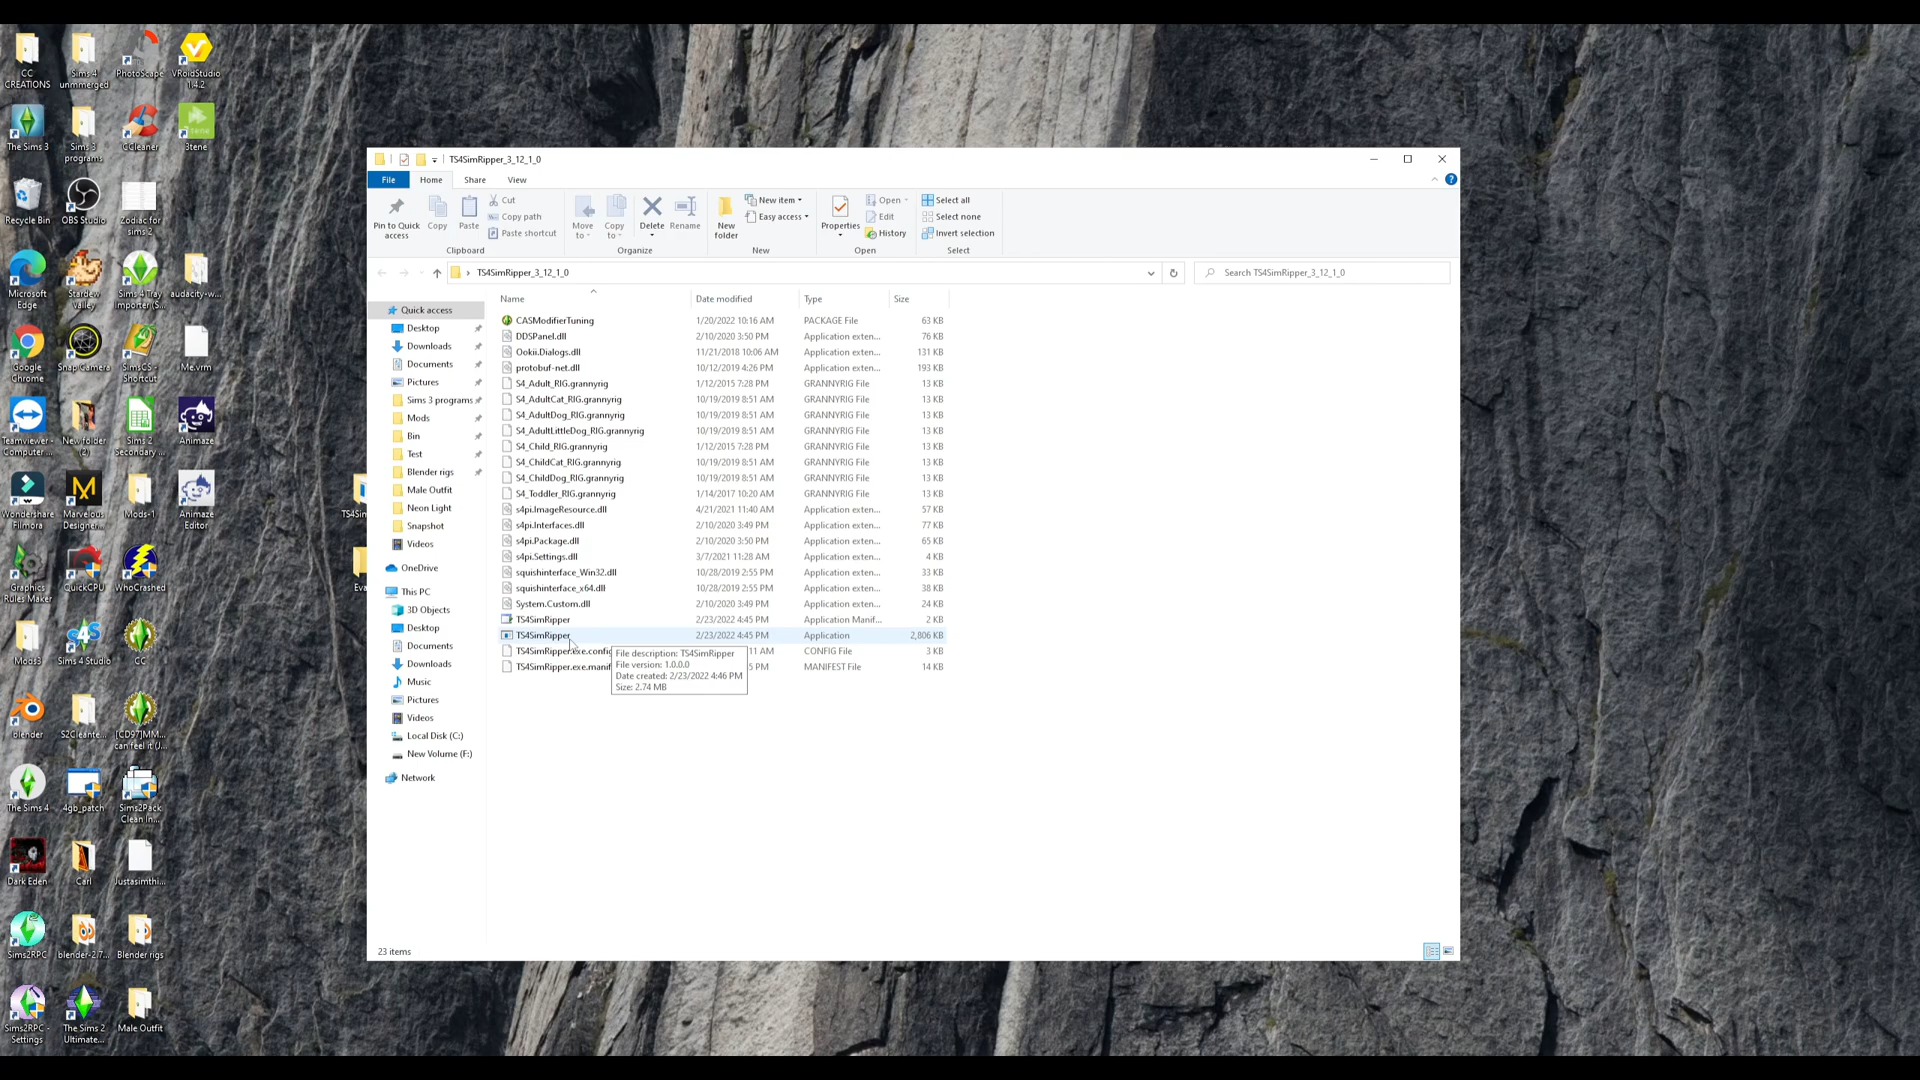 CC CREATIONS
Sims 4 unmmerged
PhotoScape
VRoidStudio 1.4.2
The Sims 3
Sims 3 programs
CCleaner
3tene
Recycle Bin
OBS Studio
Zodiac for sims 2
Microsoft Edge
Stardew Valley
Sims 4 Tray Importer (S...
audacity-w...
Google Chrome
Snap Camera
SimsCS - Shortcut
Me.vrm
Teamviewer - Computer ...
New folder (2)
Sims 2 Secondary ...
Animaze
Wondershare Filmora
Marvelous Designer...
Mods-1
Animaze Editor
Graphics Rules Maker
QuickCPU
WhoCrashed
Mods3
Sims 4 Studio
CC
blender
S2Cleante...
[CD97]MM... can feel it (J...
The Sims 4
4gb_patch
Sims2Pack Clean In...
Dark Eden
Carl
Justasimthi...
Sims2RPC
blender-2.7...
Blender rigs
Sims2RPC - Settings
The Sims 2 Ultimate...
Male Outfit
TS4Sim
Eva
TS4SimRipper_3_12_1_0
File Home Share View
Pin to Quick access
Copy
Paste
Cut
Copy path
Paste shortcut
Clipboard
Move to
Copy to
Delete
Rename
Organize
New folder
New item
Easy access
New
Properties
Open
Edit
History
Open
Select all
Select none
Invert selection
Select
TS4SimRipper_3_12_1_0
Search TS4SimRipper_3_12_1_0
Quick access
Desktop
Downloads
Documents
Pictures
Sims 3 programs
Mods
Bin
Test
Blender rigs
Male Outfit
Neon Light
Snapshot
Videos
OneDrive
This PC
3D Objects
Desktop
Documents
Downloads
Music
Pictures
Videos
Local Disk (C:)
New Volume (F:)
Network
Name Date modified Type Size
CASModifierTuning 1/20/2022 10:16 AM PACKAGE File 63 KB
DDSPanel.dll 2/10/2020 3:50 PM Application exten... 76 KB
Ookii.Dialogs.dll 11/21/2018 10:06 AM Application exten... 131 KB
protobuf-net.dll 10/12/2019 4:26 PM Application exten... 193 KB
S4_Adult_RIG.grannyrig 1/12/2015 7:28 PM GRANNYRIG File 13 KB
S4_AdultCat_RIG.grannyrig 10/19/2019 8:51 AM GRANNYRIG File 13 KB
S4_AdultDog_RIG.grannyrig 10/19/2019 8:51 AM GRANNYRIG File 13 KB
S4_AdultLittleDog_RIG.grannyrig 10/19/2019 8:51 AM GRANNYRIG File 13 KB
S4_Child_RIG.grannyrig 1/12/2015 7:28 PM GRANNYRIG File 13 KB
S4_ChildCat_RIG.grannyrig 10/19/2019 8:51 AM GRANNYRIG File 13 KB
S4_ChildDog_RIG.grannyrig 10/19/2019 8:51 AM GRANNYRIG File 13 KB
S4_Toddler_RIG.grannyrig 1/14/2017 10:20 AM GRANNYRIG File 13 KB
s4pi.ImageResource.dll 4/21/2021 11:40 AM Application exten... 57 KB
s4pi.Interfaces.dll 2/10/2020 3:49 PM Application exten... 77 KB
s4pi.Package.dll 2/10/2020 3:50 PM Application exten... 65 KB
s4pi.Settings.dll 3/7/2021 11:28 AM Application exten... 4 KB
squishinterface_Win32.dll 10/28/2019 2:55 PM Application exten... 33 KB
squishinterface_x64.dll 10/28/2019 2:55 PM Application exten... 38 KB
System.Custom.dll 2/10/2020 3:49 PM Application exten... 24 KB
TS4SimRipper 2/23/2022 4:45 PM Application Manif... 2 KB
TS4SimRipper 2/23/2022 4:45 PM Application 2,806 KB
TS4SimRipper.exe.config 11 AM CONFIG File 3 KB
TS4SimRipper.exe.manif 5 PM MANIFEST File 14 KB
File description: TS4SimRipper
File version: 1.0.0.0
Date created: 2/23/2022 4:46 PM
Size: 2.74 MB
23 items